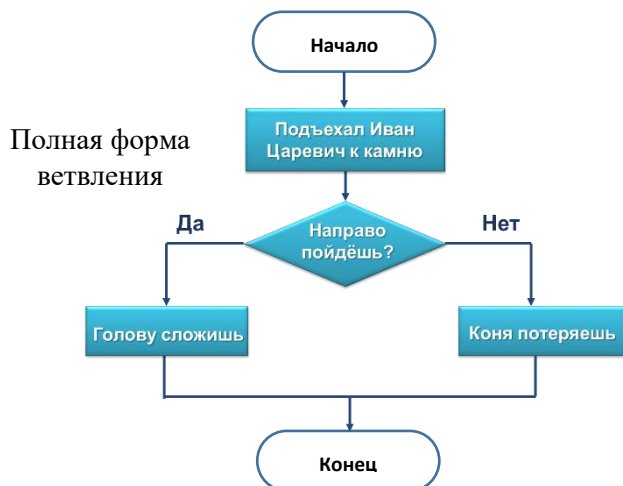 Начало
Подъехал Иван
Царевич к камню
Полная форма
ветвления
Да
Направо
пойдёшь?
Нет
Голову сложишь
Коня потеряешь
Конец